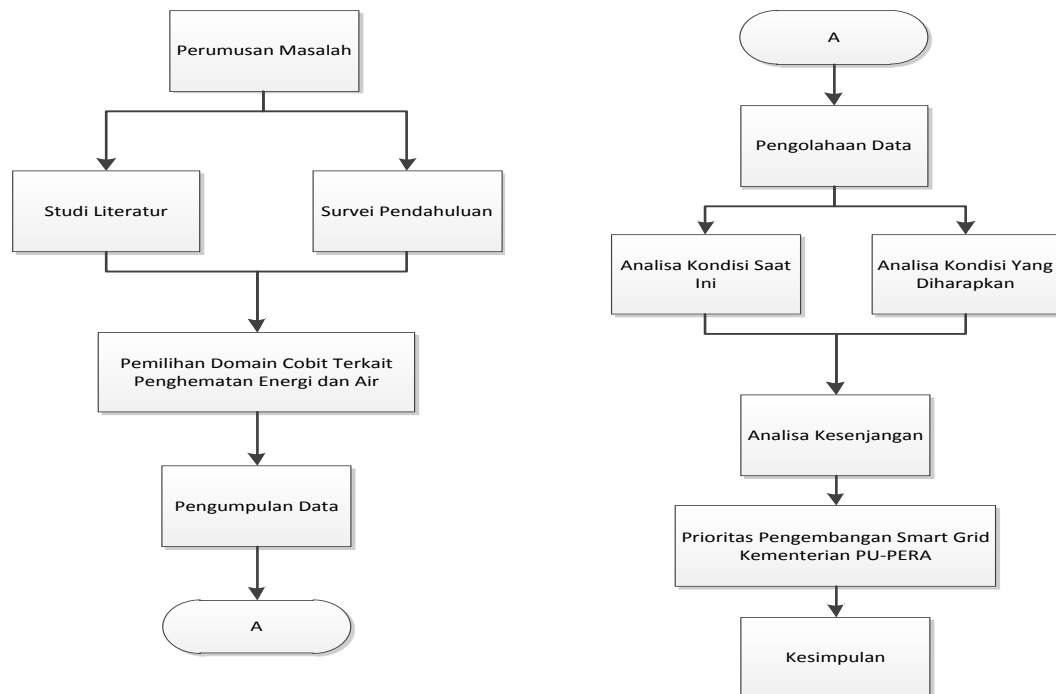 Perumusan Masalah
Studi Literatur
Survei Pendahuluan
Pemilihan Domain Cobit Terkait
Penghematan Energi dan Air
Pengumpulan Data
A
A
Pengolahaan Data
Analisa Kondisi Saat
Ini
Analisa Kondisi Yang
Diharapkan
Analisa Kesenjangan
Prioritas Pengembangan Smart Grid
Kementerian PU-PERA
Kesimpulan